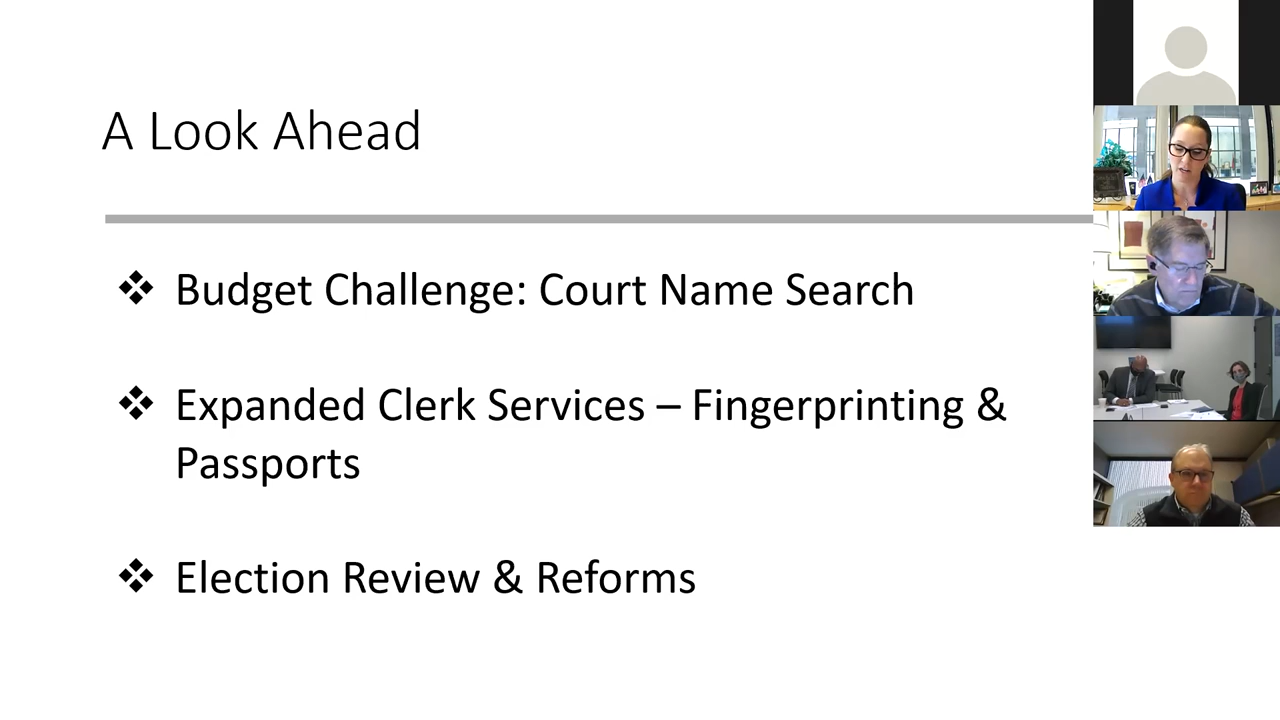 A Look Ahead
❖ Budget Challenge: Court Name Search
❖ Expanded Clerk Services – Fingerprinting &
Passports
❖ Election Review & Reforms